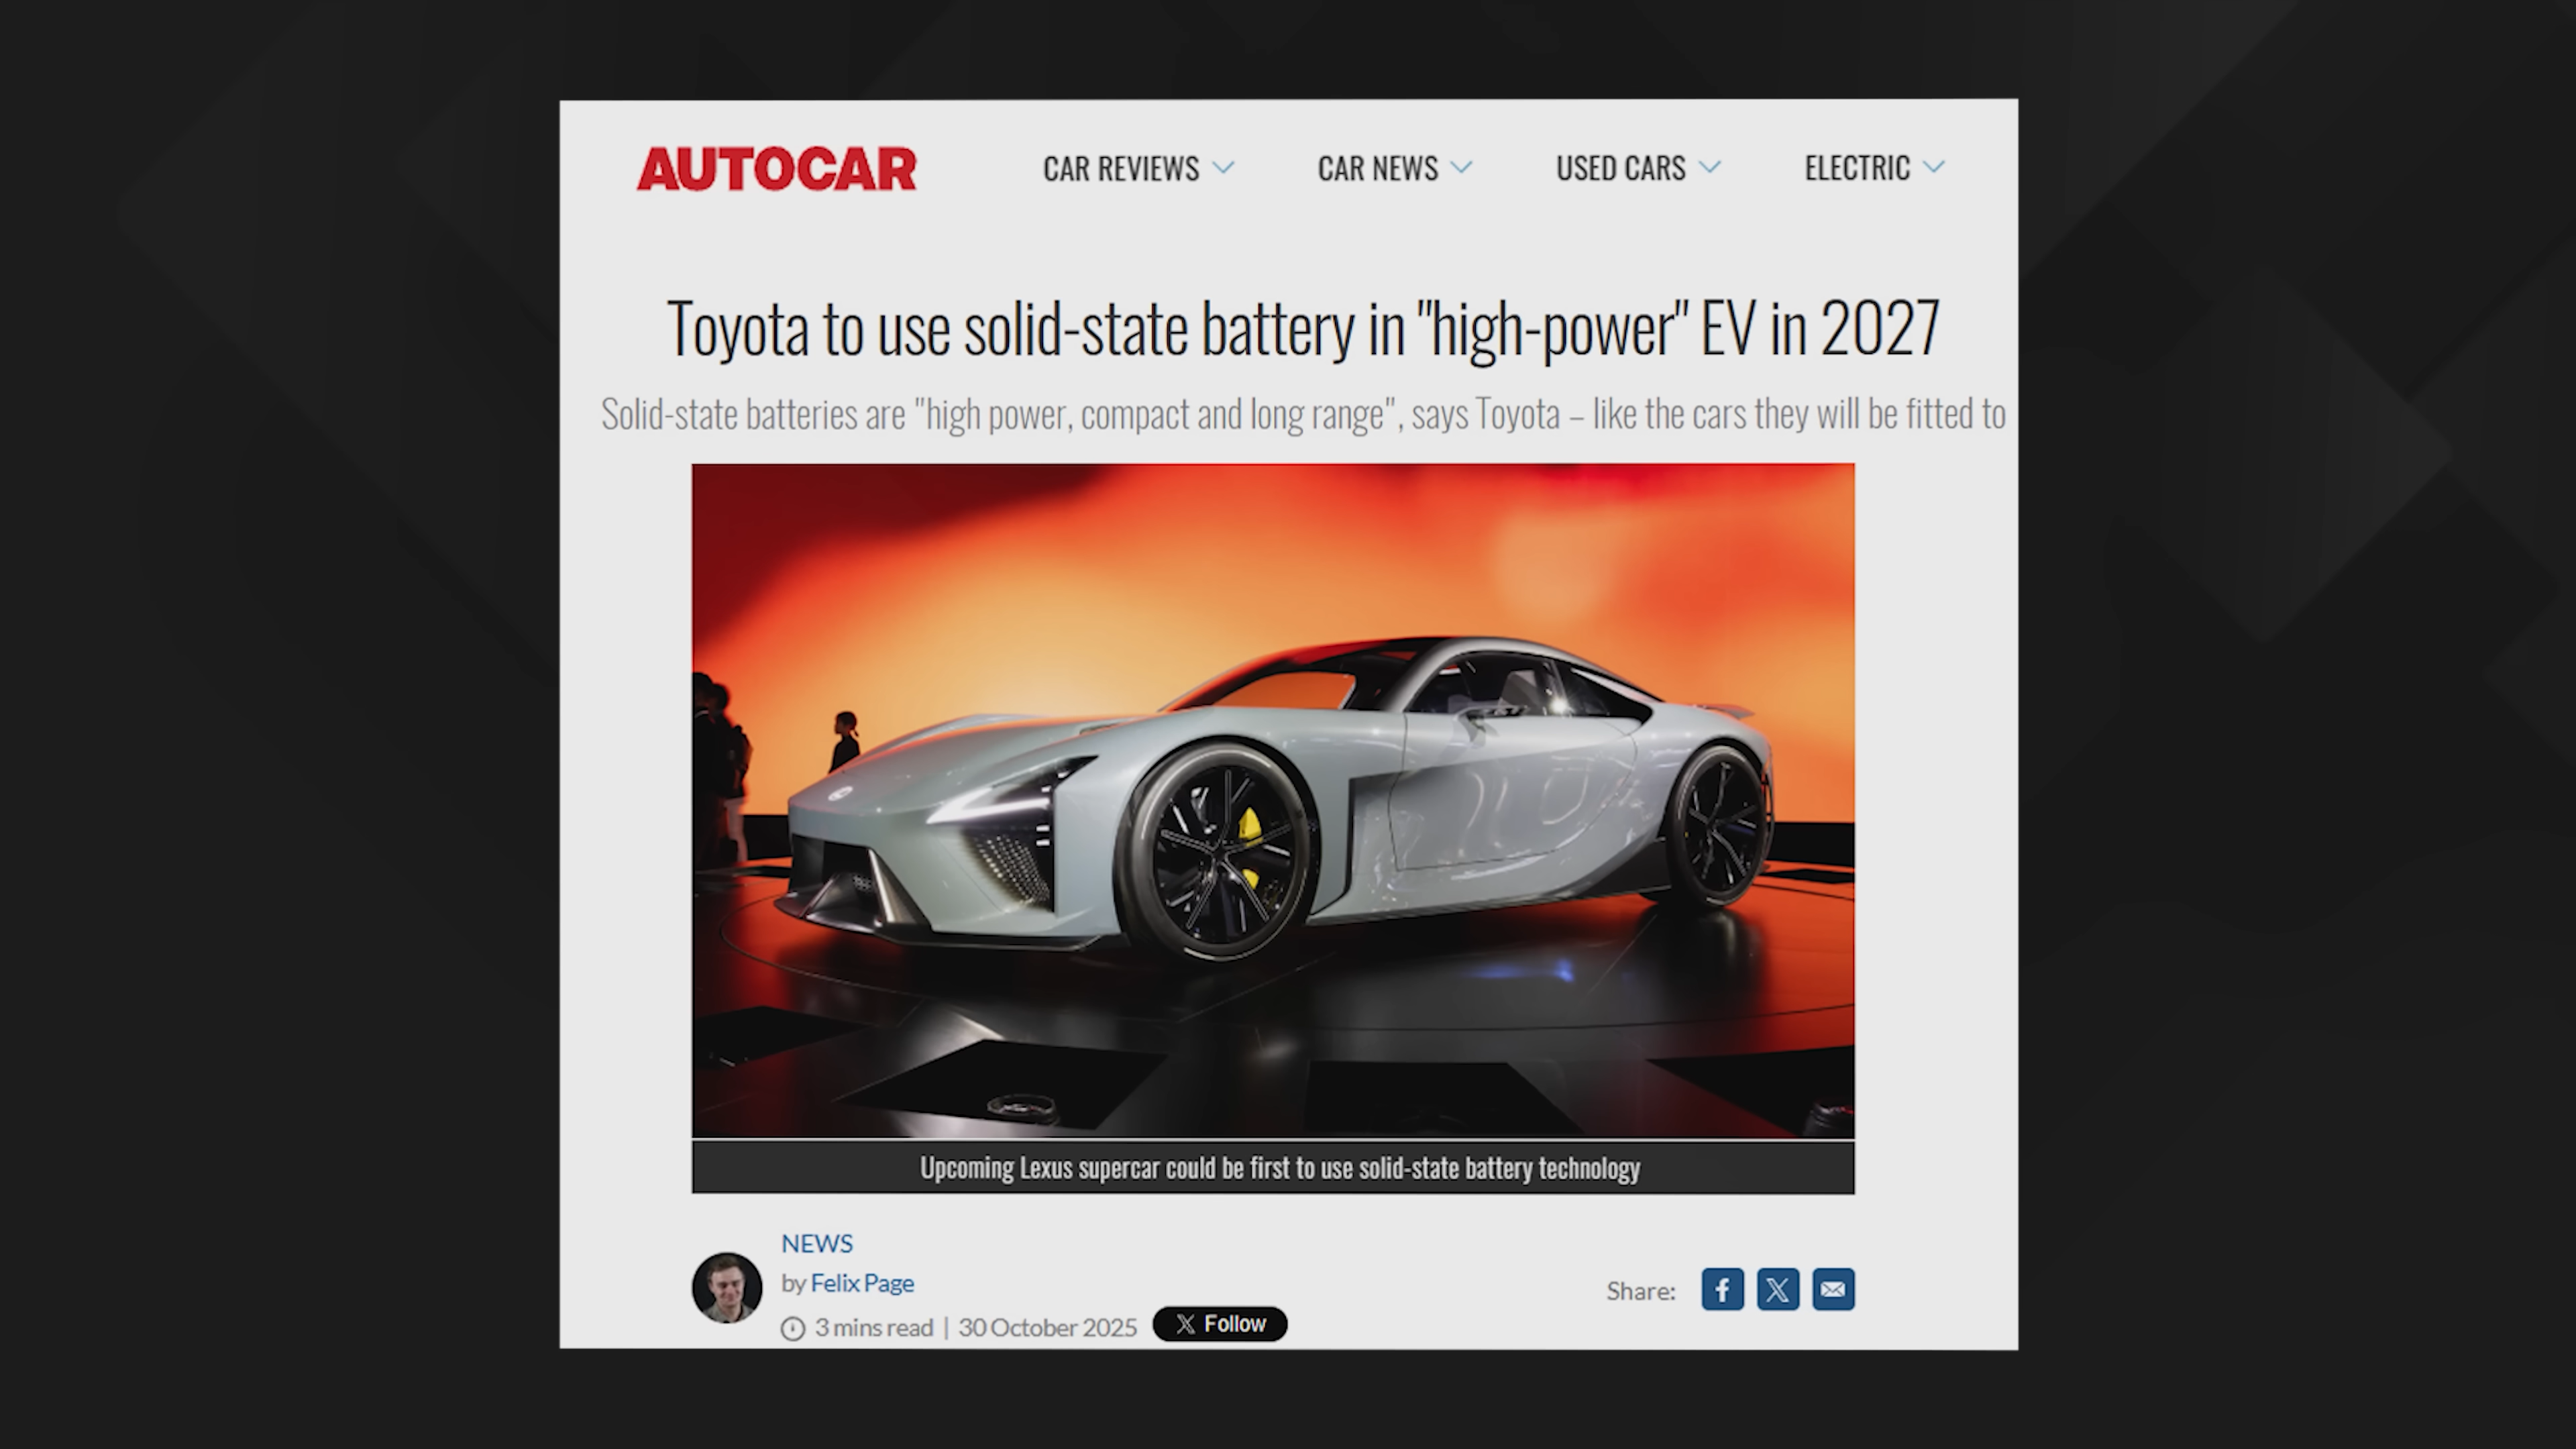 AUTOCAR
CAR REVIEWS
CAR NEWS
USED CARS
ELECTRIC
Toyota to use solid-state battery in "high-power" EV in 2027
Solid-state batteries are "high power, compact and long range", says Toyota – like the cars they will be fitted to
Upcoming Lexus supercar could be first to use solid-state battery technology
NEWS
by Felix Page
3 mins read | 30 October 2025
Follow
Share: